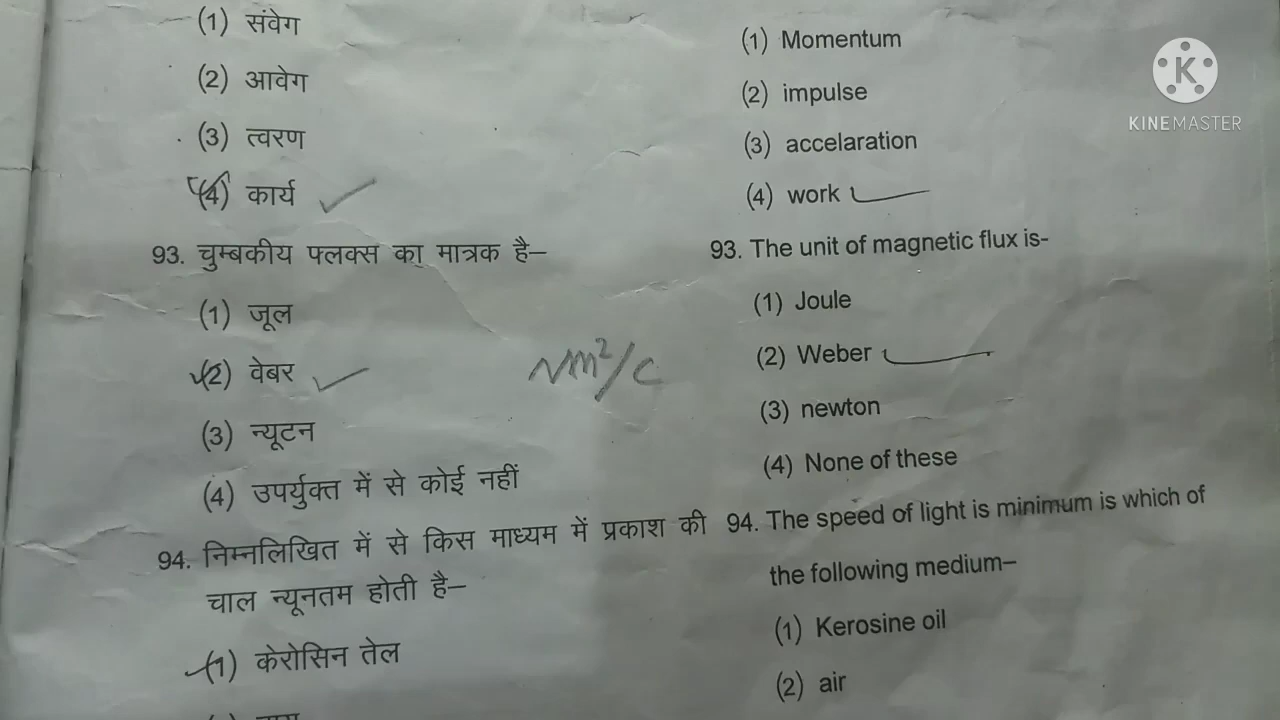 (1) संवेग
(2) आवेग
(3) त्वरण
(4) कार्य
93. चुम्बकीय फ्लक्स का मात्रक है–
(1) जूल
(2) वेबर
(3) न्यूटन
(4) उपर्युक्त में से कोई नहीं
94. निम्नलिखित में से किस माध्यम में प्रकाश की
चाल न्यूनतम होती है–
(1) केरोसिन तेल
Nm²/C
(1) Momentum
(2) impulse
(3) accelaration
(4) work
93. The unit of magnetic flux is-
(1) Joule
(2) Weber
(3) newton
(4) None of these
94. The speed of light is minimum is which of
the following medium–
(1) Kerosine oil
(2) air
K
KINEMASTER